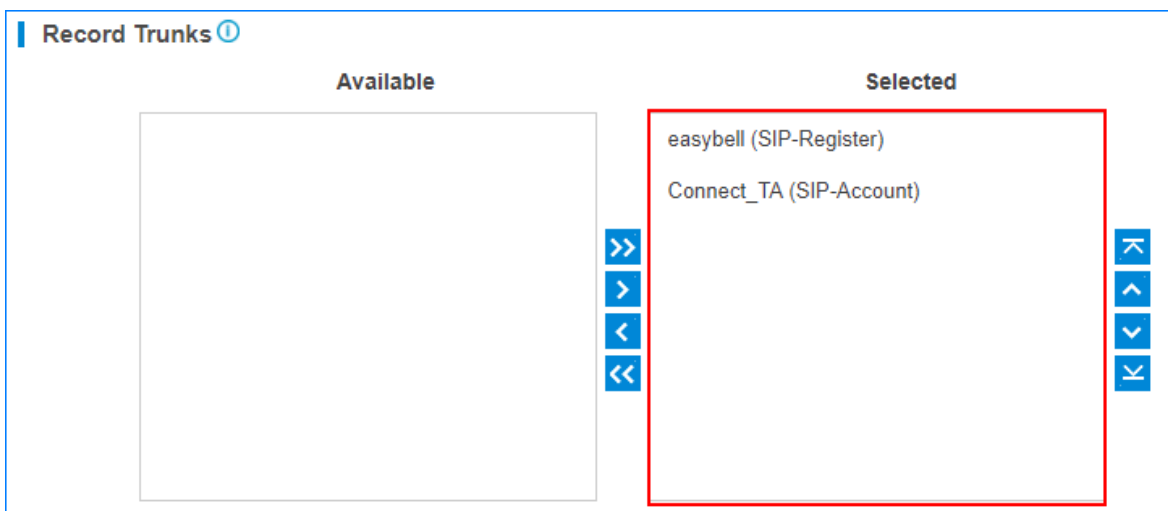 Record Trunks
Available
Selected
easybell (SIP-Register)
Connect_TA (SIP-Account)